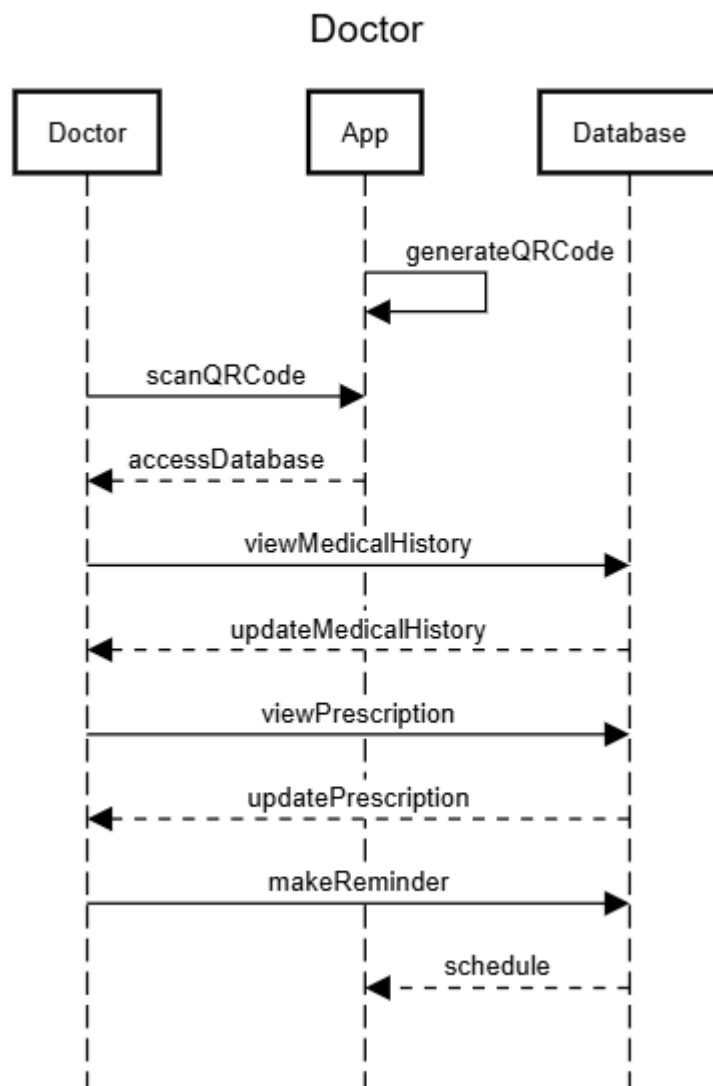 Doctor
Doctor
App
Database
generateQRCode
scanQRCode
accessDatabase
viewMedicalHistory
updateMedicalHistory
viewPrescription
updatePrescription
makeReminder
schedule